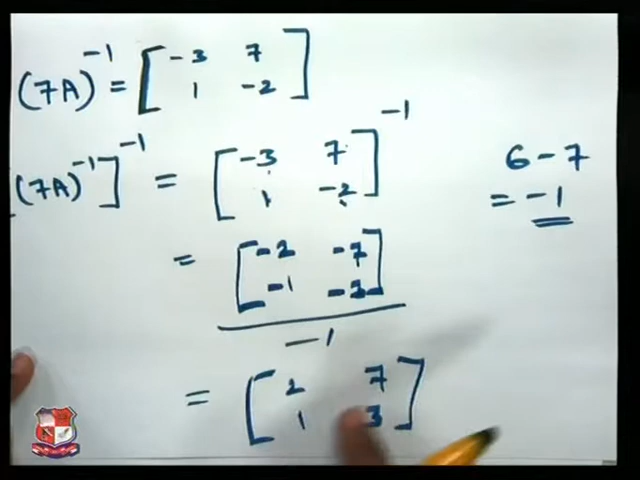 (7A)⁻¹ = [ -3 7
1 -2 ]
(7A)⁻¹]⁻¹ = [ -3 7
1 -2 ]⁻¹
6 - 7
= -1
= [ -2 -7
-1 -3 ]
-1
= [ 2 7
1 3 ]